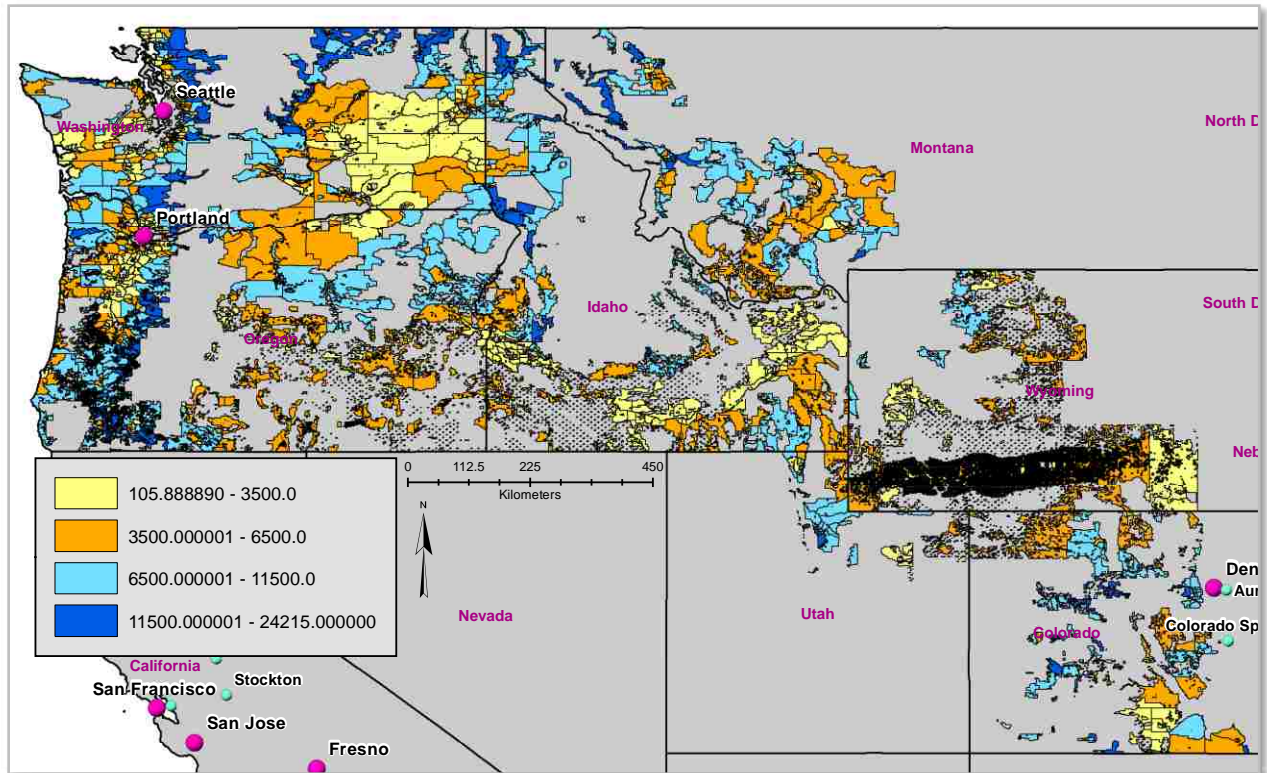 Seattle
Washington
North D
Montana
Portland
Idaho
South D
Oregon
Wyoming
Neb
0 112.5 225 450
Kilometers
N
105.888890 - 3500.0
3500.000001 - 6500.0
6500.000001 - 11500.0
11500.000001 - 24215.000000
Den
Aur
Nevada
Utah
Colorado Sp
Colorado
California
Stockton
San Francisco
San Jose
Fresno